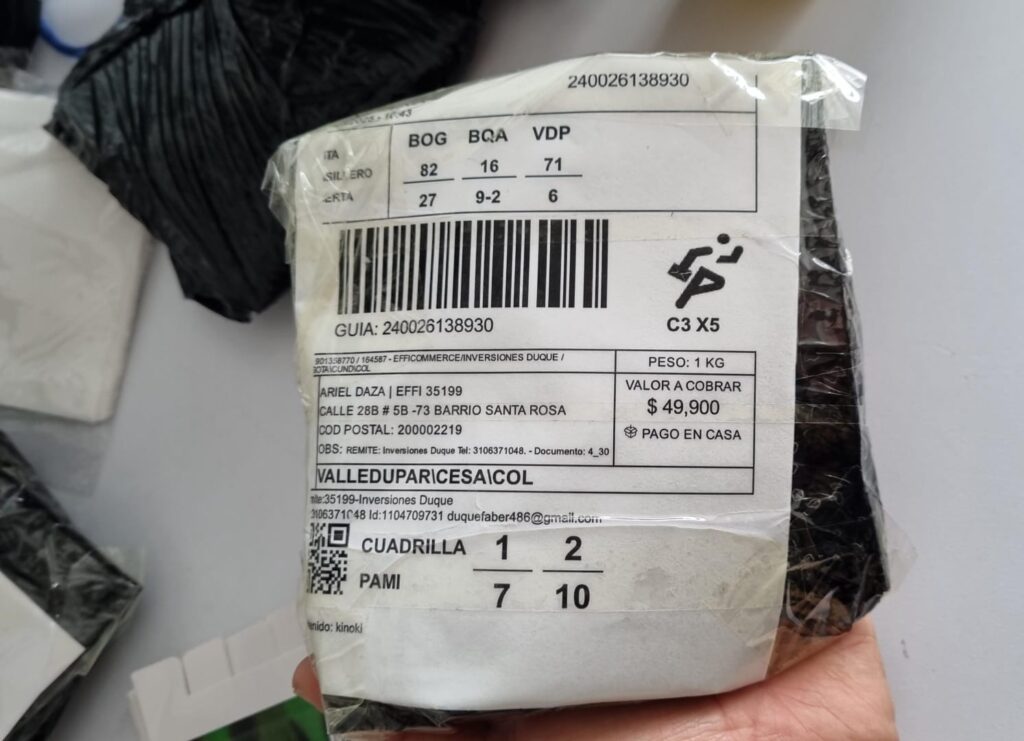 240026138930
BOG BQA VDP
82 16 71
27 9-2 6
GUIA: 240026138930
C3 X5
164587 - EFFICOMMERCE/INVERSIONES DUQUE /
PESO: 1 KG
ARIEL DAZA | EFFI 35199
VALOR A COBRAR
CALLE 28B # 5B -73 BARRIO SANTA ROSA
$ 49,900
COD POSTAL: 200002219
PAGO EN CASA
OBS: REMITE: Inversiones Duque Tel: 3106371048. - Documento: 4_30
VALLEDUPAR\CESA\COL
35199-Inversiones Duque
3106371048 Id:1104709731 duquefaber486@gmail.com
CUADRILLA 1 2
PAMI 7 10
kinoki